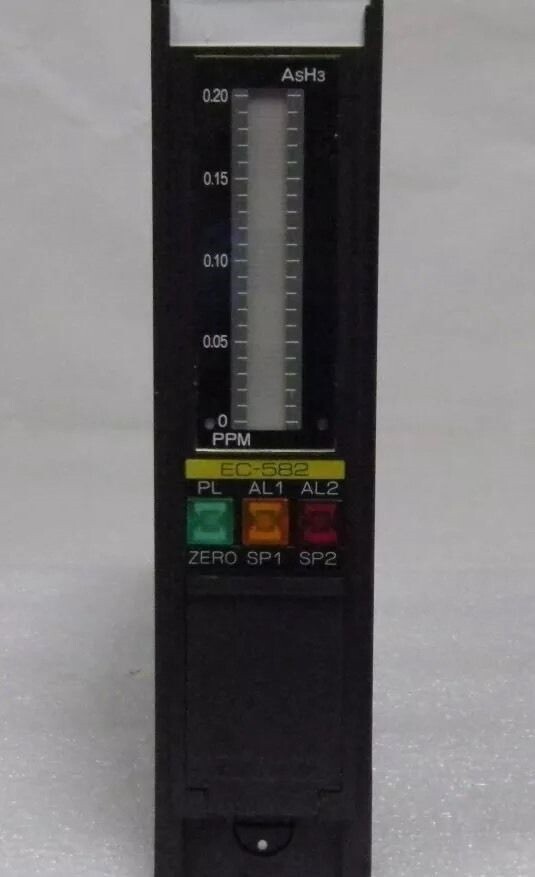 AsH3
0.20
0.15
0.10
0.05
0
PPM
EC-582
PL AL1 AL2
ZERO SP1 SP2